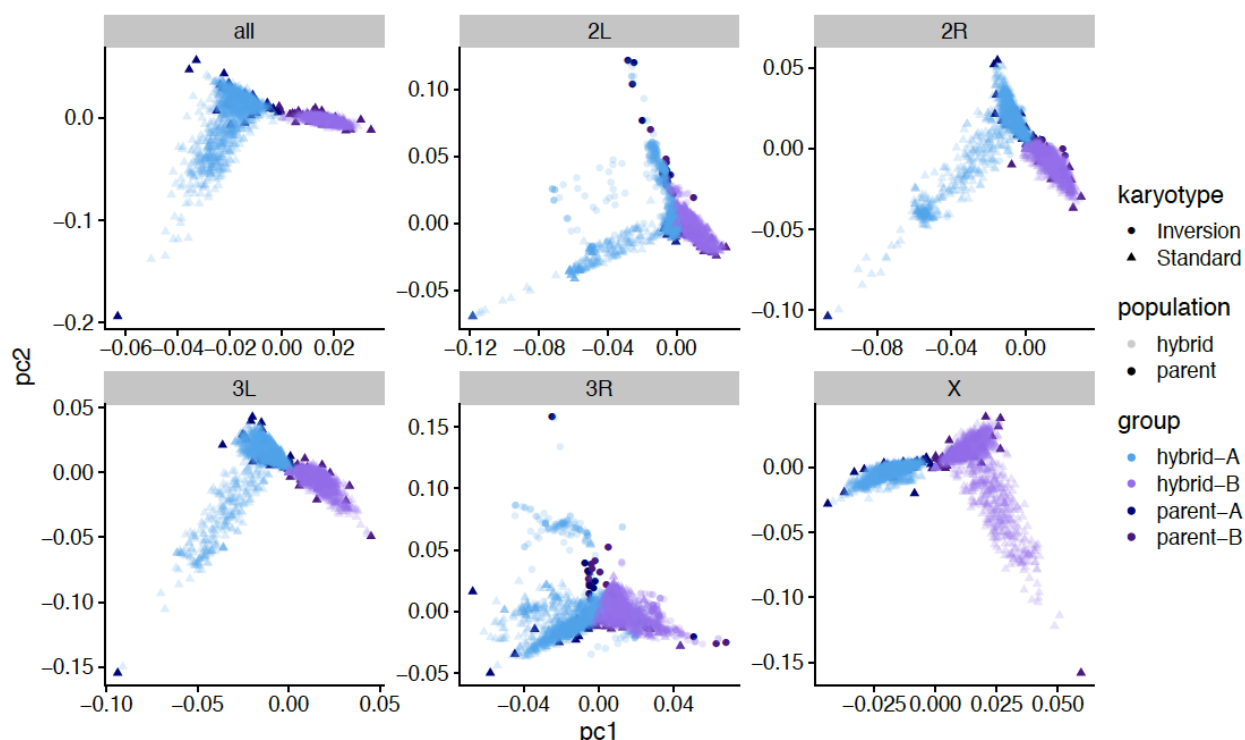 all
2L
2R
0.0
−0.1
−0.2
−0.06 −0.04 −0.02 0.00 0.02
0.10
0.05
0.00
−0.05
−0.12 −0.08 −0.04 0.00
0.05
0.00
−0.05
−0.10
−0.08 −0.04 0.00
3L
3R
X
0.05
0.00
−0.05
−0.10
−0.15
−0.10 −0.05 0.00 0.05
0.15
0.10
0.05
0.00
−0.05
−0.04 0.00 0.04
0.00
−0.05
−0.10
−0.15
−0.025 0.000 0.025 0.050
pc2
pc1
karyotype
Inversion
Standard
population
hybrid
parent
group
hybrid−A
hybrid−B
parent−A
parent−B